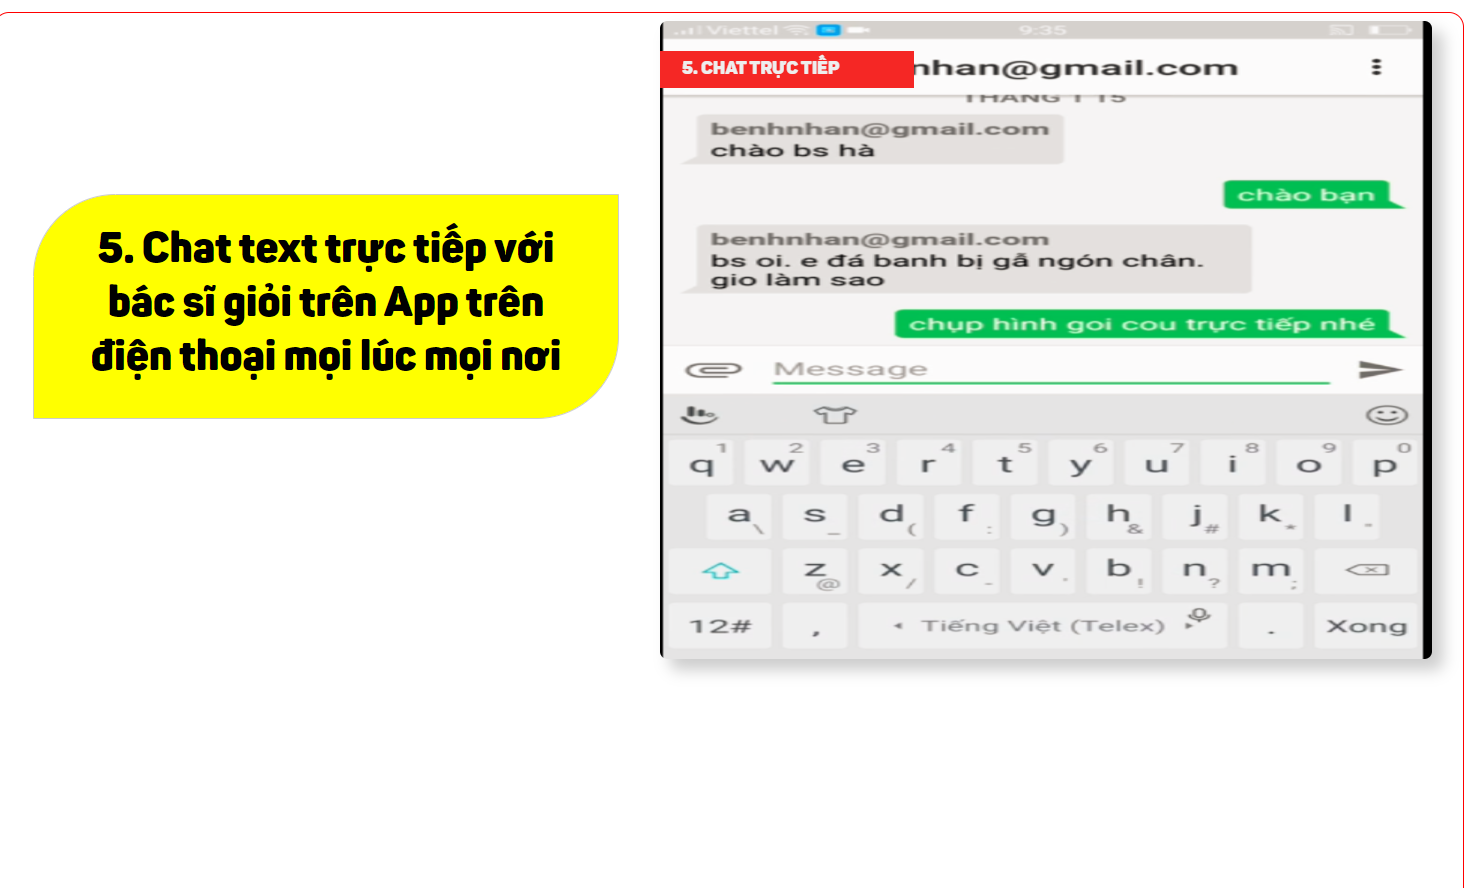 5. Chat text trực tiếp với
bác sĩ giỏi trên App trên
điện thoại mọi lúc mọi nơi
Viettel
9:35
5. CHAT TRỰC TIẾP
nhan@gmail.com
THÁNG 1 15
benhnhan@gmail.com
chào bs hà
chào bạn
benhnhan@gmail.com
bs oi. e đá banh bị gẫ ngón chân.
gio làm sao
chụp hình goi cou trực tiếp nhé
Message
1 2 3 4 5 6 7 8 9 0
q w e r t y u i o p
a s d f g h j k l
\ _ ( : ) & # * "
z x c v b n m
@ / - ! ? ;
12# , Tiếng Việt (Telex) . Xong